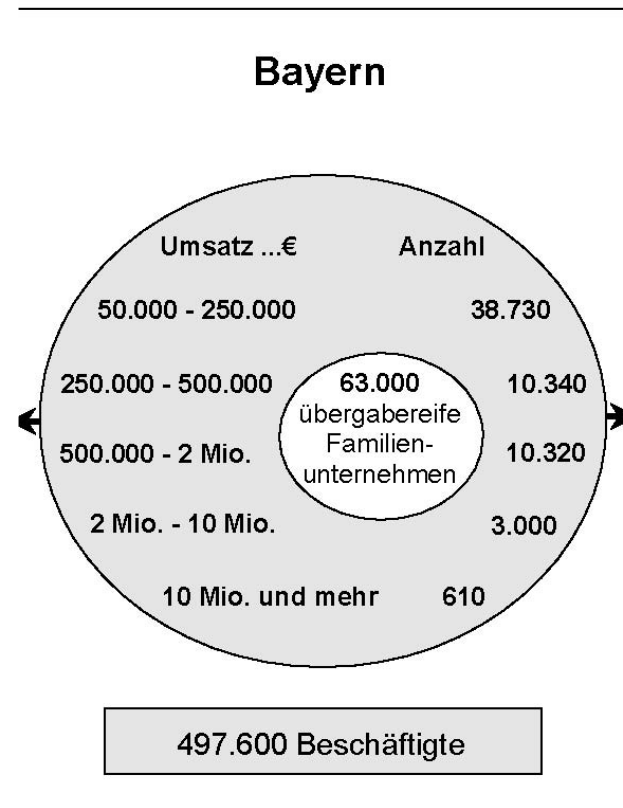 Bayern
Umsatz ...€ Anzahl
50.000 - 250.000 38.730
250.000 - 500.000 10.340
500.000 - 2 Mio. 10.320
2 Mio. - 10 Mio. 3.000
10 Mio. und mehr 610
63.000
übergabereife
Familien-
unternehmen
497.600 Beschäftigte